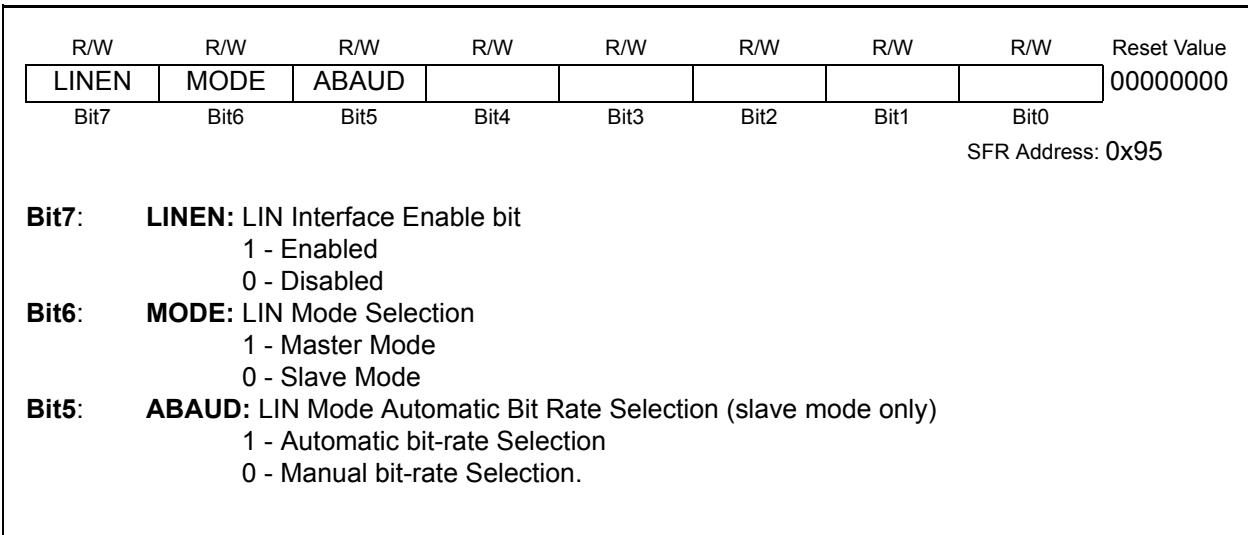 R/W R/W R/W R/W R/W R/W R/W R/W Reset Value
LINEN MODE ABAUD 00000000
Bit7 Bit6 Bit5 Bit4 Bit3 Bit2 Bit1 Bit0
SFR Address: 0x95
Bit7: LINEN: LIN Interface Enable bit
1 - Enabled
0 - Disabled
Bit6: MODE: LIN Mode Selection
1 - Master Mode
0 - Slave Mode
Bit5: ABAUD: LIN Mode Automatic Bit Rate Selection (slave mode only)
1 - Automatic bit-rate Selection
0 - Manual bit-rate Selection.